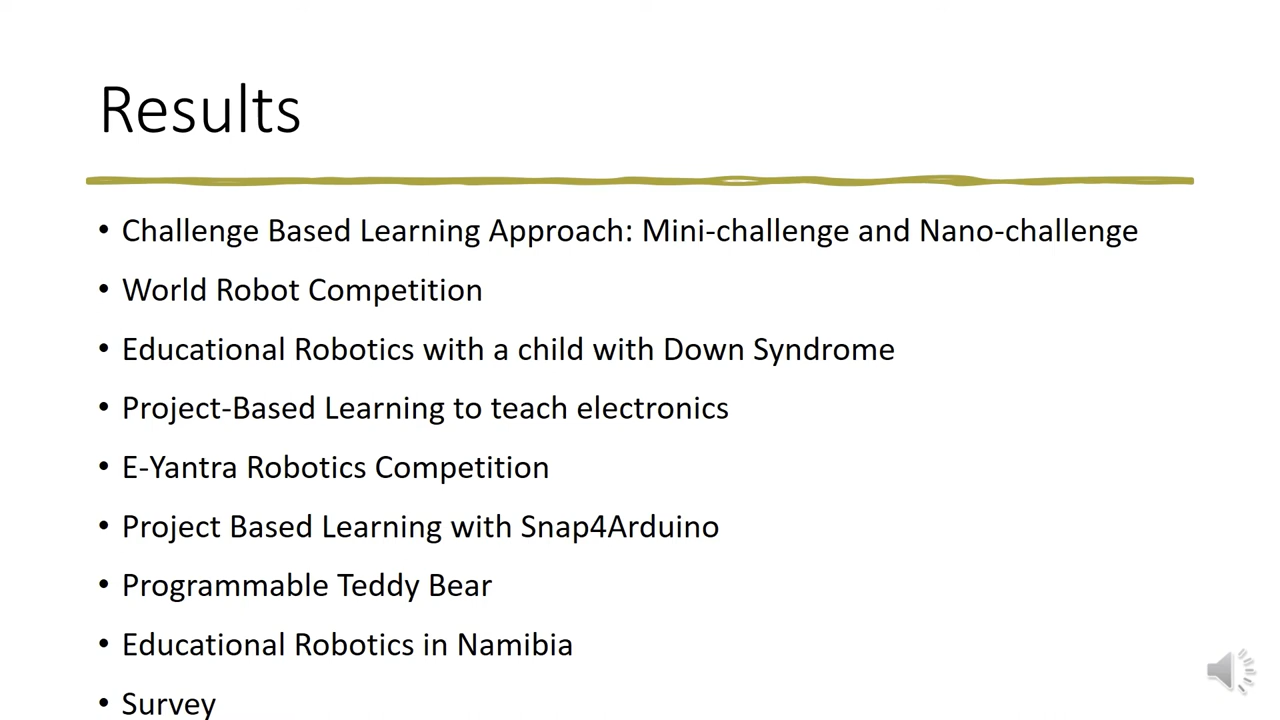 Results
• Challenge Based Learning Approach: Mini-challenge and Nano-challenge
• World Robot Competition
• Educational Robotics with a child with Down Syndrome
• Project-Based Learning to teach electronics
• E-Yantra Robotics Competition
• Project Based Learning with Snap4Arduino
• Programmable Teddy Bear
• Educational Robotics in Namibia
• Survey